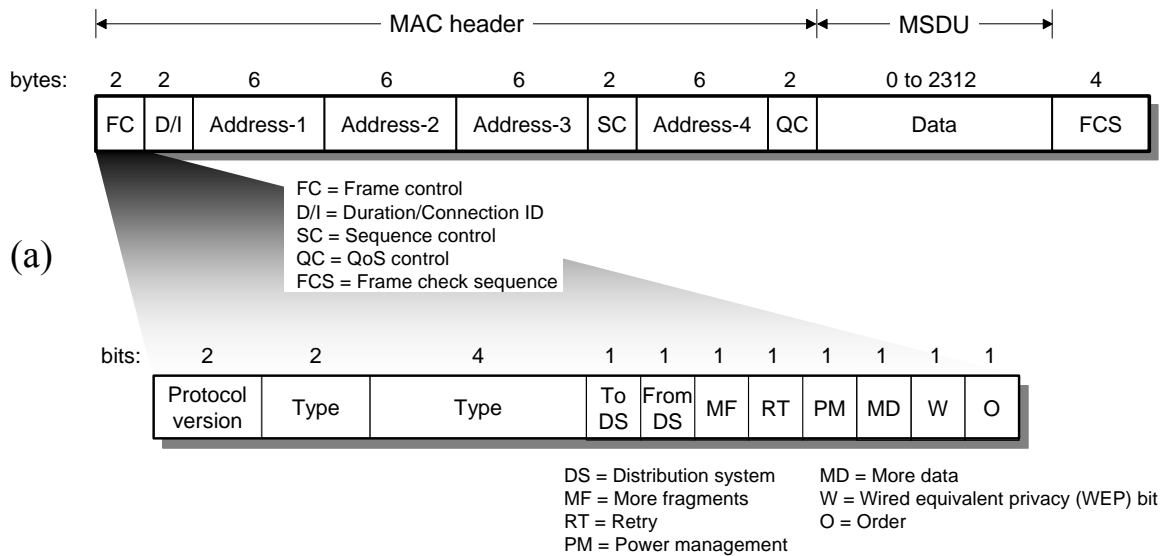 MAC header MSDU
bytes: 2 2 6 6 6 2 6 2 0 to 2312 4
FC D/I Address-1 Address-2 Address-3 SC Address-4 QC Data FCS
FC = Frame control
D/I = Duration/Connection ID
SC = Sequence control
QC = QoS control
FCS = Frame check sequence
(a)
bits: 2 2 4 1 1 1 1 1 1 1 1
Protocol version Type Type To DS From DS MF RT PM MD W O
DS = Distribution system
MF = More fragments
RT = Retry
PM = Power management
MD = More data
W = Wired equivalent privacy (WEP) bit
O = Order